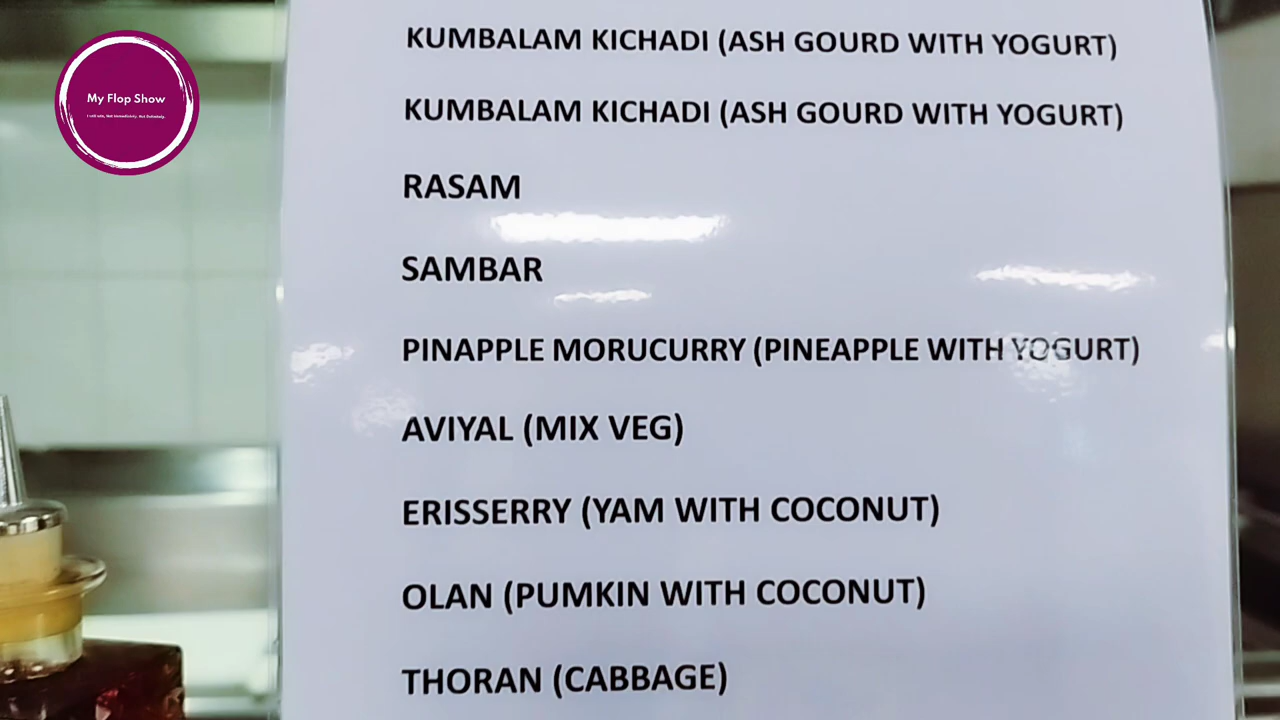 My Flop Show
KUMBALAM KICHADI (ASH GOURD WITH YOGURT)
KUMBALAM KICHADI (ASH GOURD WITH YOGURT)
RASAM
SAMBAR
PINAPPLE MORUCURRY (PINEAPPLE WITH YOGURT)
AVIYAL (MIX VEG)
ERISSERRY (YAM WITH COCONUT)
OLAN (PUMKIN WITH COCONUT)
THORAN (CABBAGE)